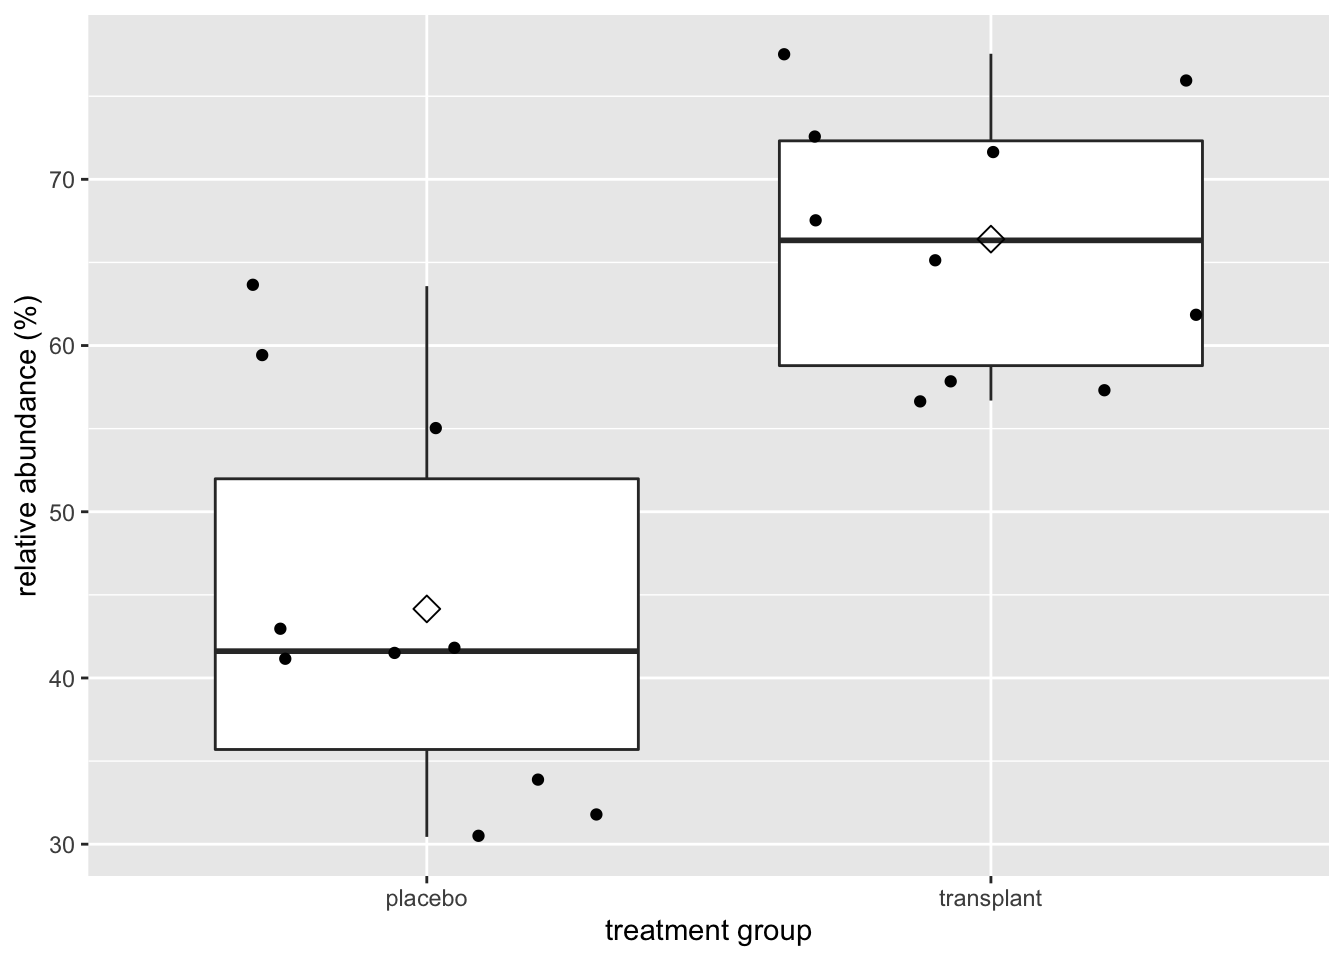 relative abundance (%)
70
60
50
40
30
placebo
transplant
treatment group